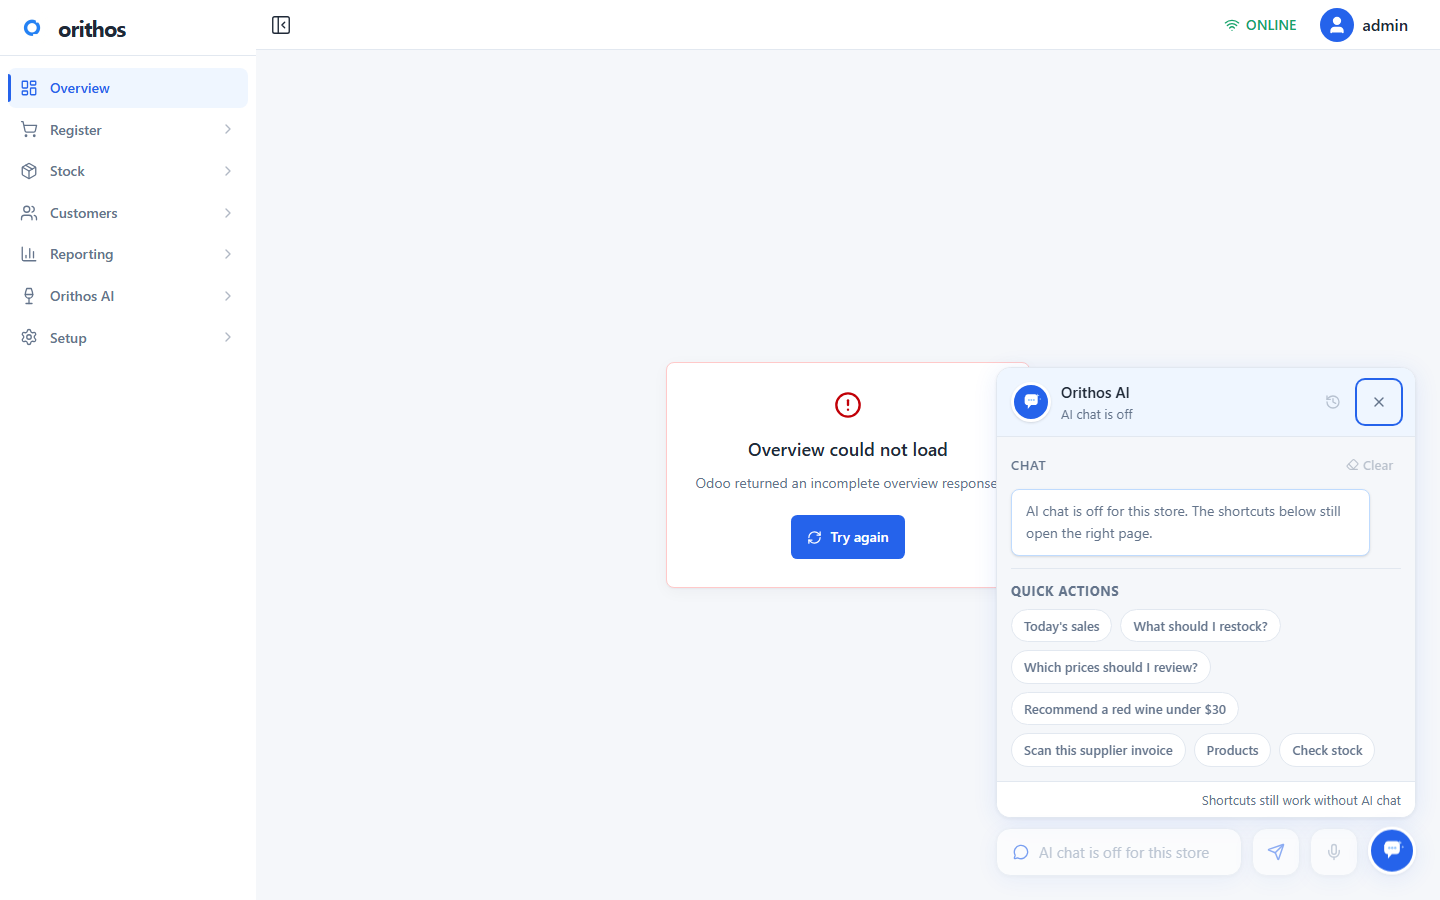 orithos
ONLINE
admin
Overview
Register
Stock
Customers
Reporting
Orithos AI
Setup
Overview could not load
Odoo returned an incomplete overview response
Try again
Orithos AI
AI chat is off
CHAT
Clear
AI chat is off for this store. The shortcuts below still
open the right page.
QUICK ACTIONS
Today's sales
What should I restock?
Which prices should I review?
Recommend a red wine under $30
Scan this supplier invoice
Products
Check stock
Shortcuts still work without AI chat
AI chat is off for this store